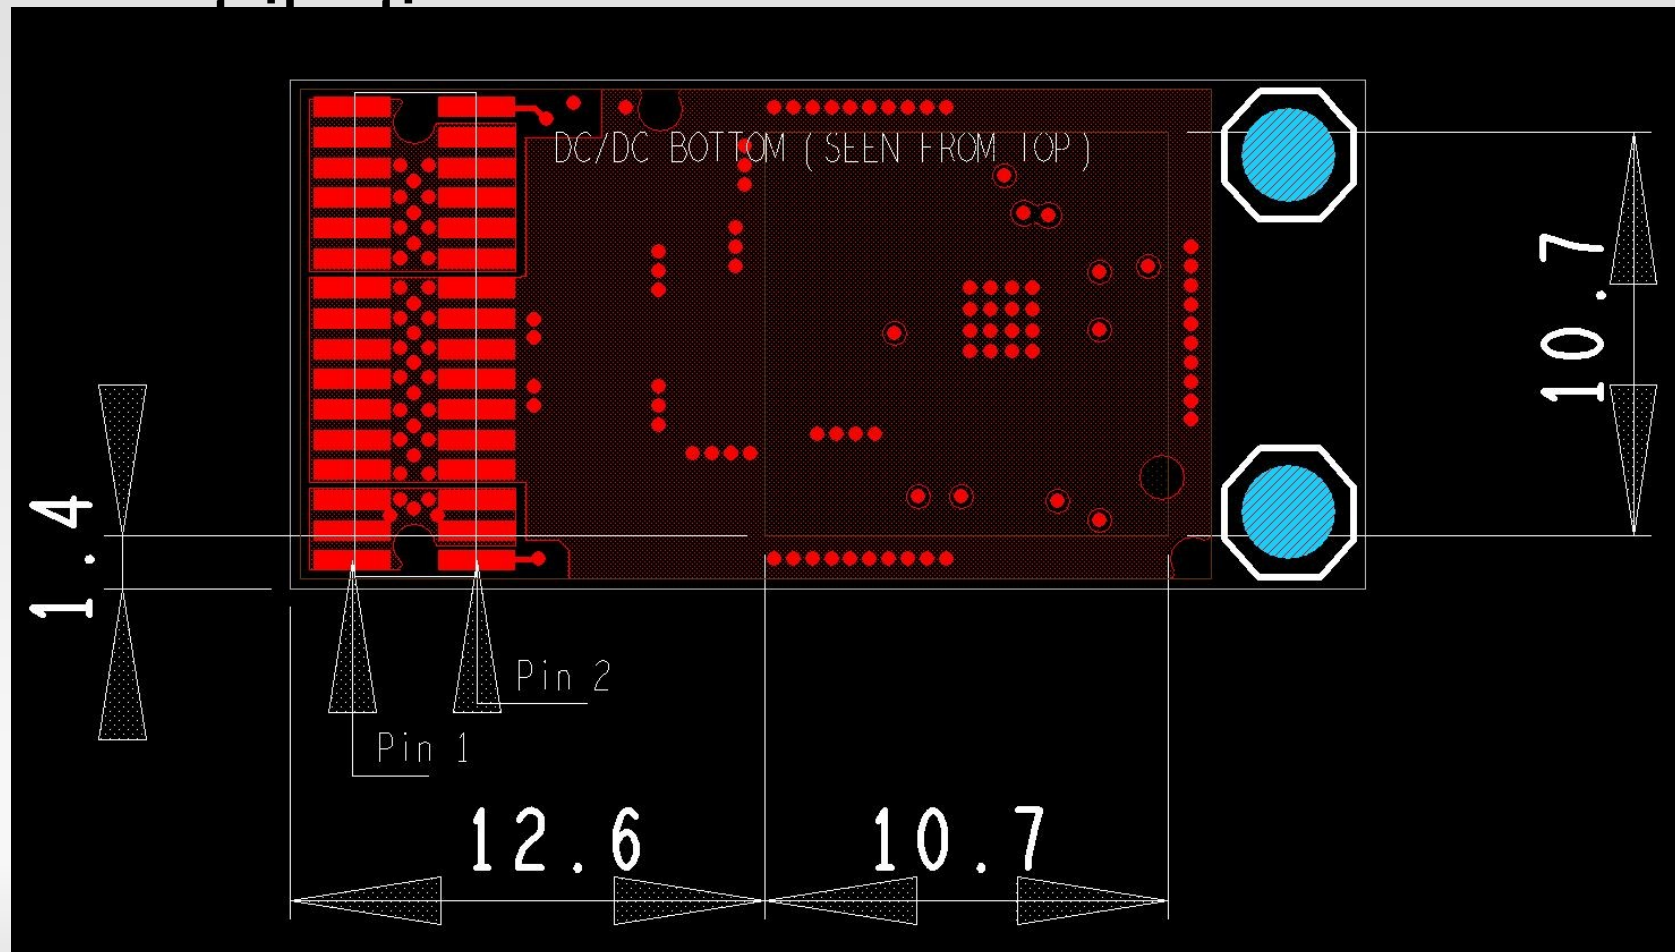 DC/DC BOTTOM (SEEN FROM TOP)
10.7
1.4
Pin 2
Pin 1
12.6
10.7